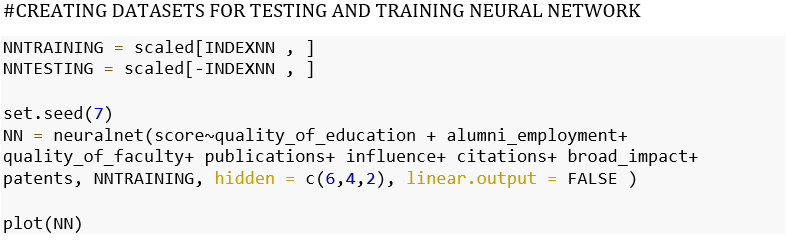 #CREATING DATASETS FOR TESTING AND TRAINING NEURAL NETWORK
NNTRAINING = scaled[INDEXNN , ]
NNTESTING = scaled[-INDEXNN , ]
set.seed(7)
NN = neuralnet(score~quality_of_education + alumni_employment+
quality_of_faculty+ publications+ influence+ citations+ broad_impact+
patents, NNTRAINING, hidden = c(6,4,2), linear.output = FALSE )
plot(NN)